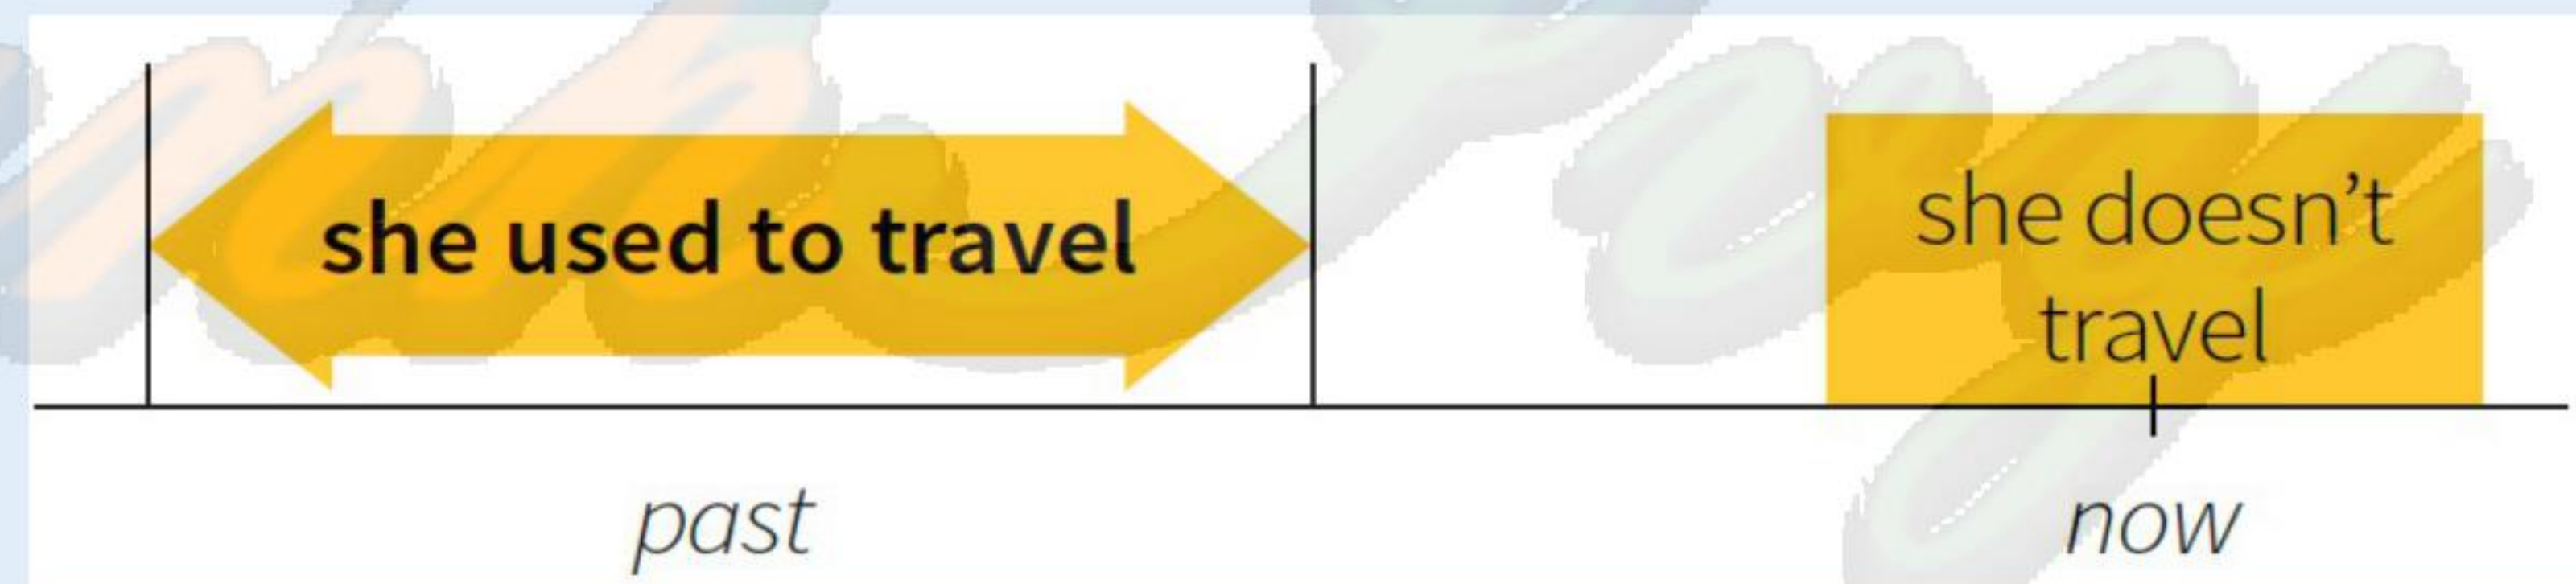 she used to travel
she doesn't
travel
past
now